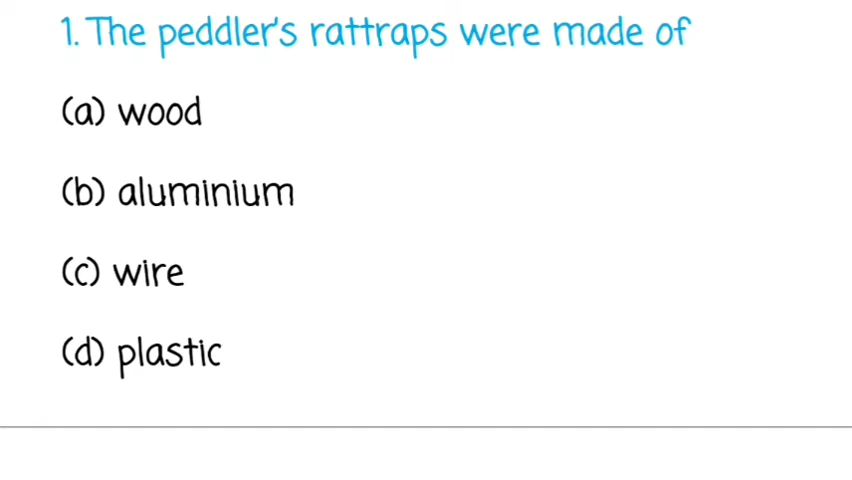 1. The peddler's rattraps were made of
(a) wood
(b) aluminium
(c) wire
(d) plastic